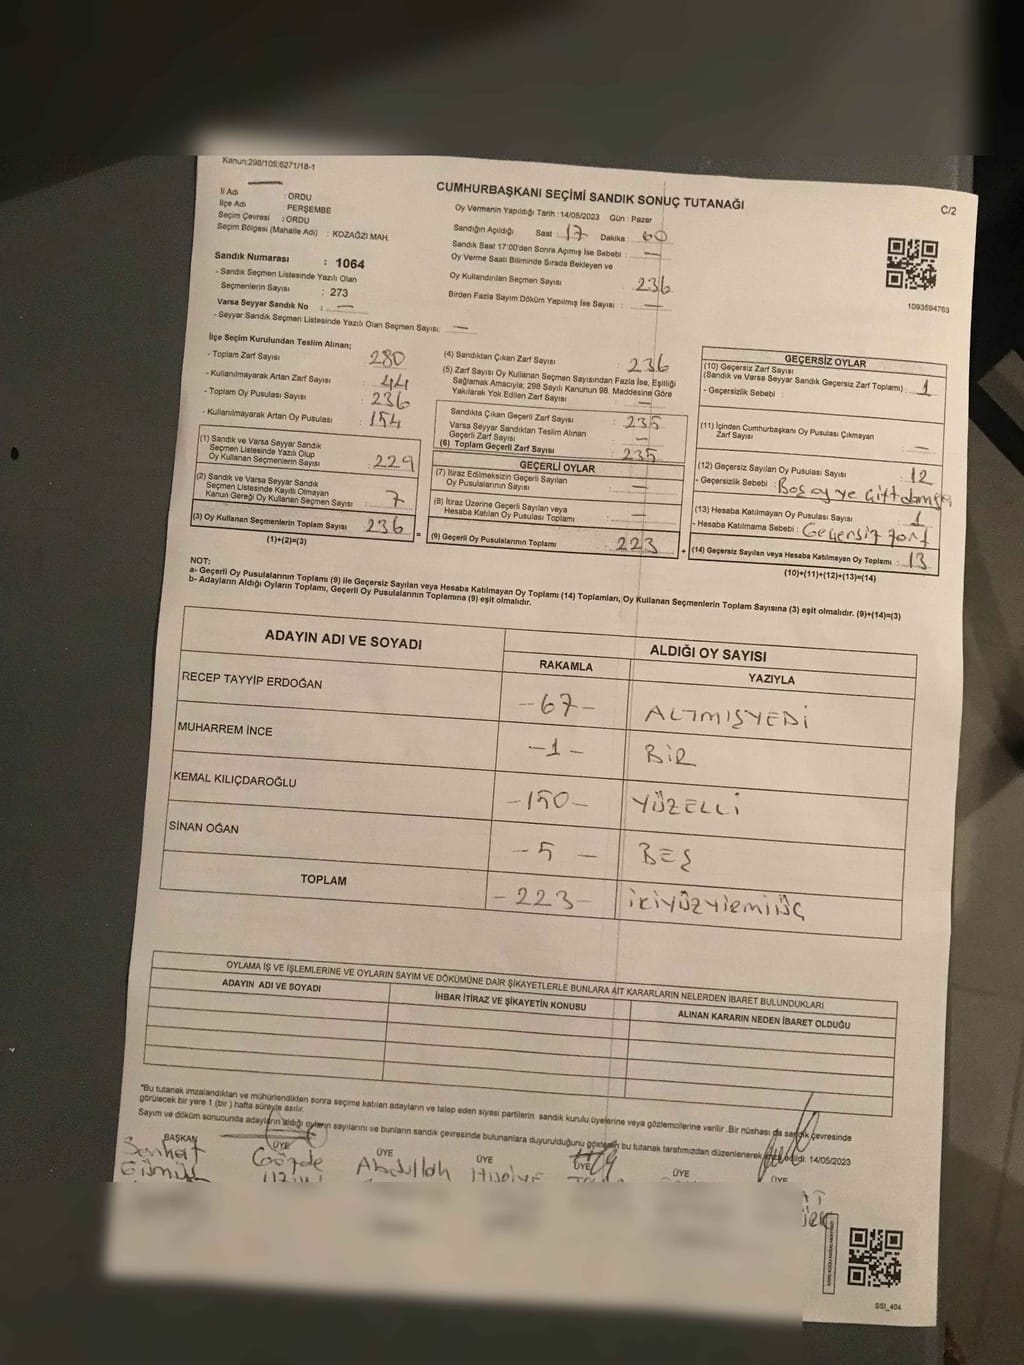 Kanun:298/105;6271/18-1
CUMHURBAŞKANI SEÇİMİ SANDIK SONUÇ TUTANAĞI
C/2
İl Adı : ORDU
İlçe Adı : PERŞEMBE
Seçim Çevresi : ORDU
Seçim Bölgesi (Mahalle Adı) : KOZAĞZI MAH.
Sandık Numarası : 1064
- Sandık Seçmen Listesinde Yazılı Olan
Seçmenlerin Sayısı : 273
Varsa Seyyar Sandık No : —
- Seyyar Sandık Seçmen Listesinde Yazılı Olan Seçmen Sayısı: —
Oy Vermenin Yapıldığı Tarih : 14/05/2023 Gün : Pazar
Sandığın Açıldığı Saat : 17 Dakika : 00
Sandık Saat 17:00'den Sonra Açılmış İse Sebebi : —
Oy Verme Saati Bitiminde Sırada Bekleyen ve
Oy Kullandırılan Seçmen Sayısı : 236
Birden Fazla Sayım Döküm Yapılmış İse Sayısı : —
1093594763
İlçe Seçim Kurulundan Teslim Alınan;
- Toplam Zarf Sayısı : 280
- Kullanılmayarak Artan Zarf Sayısı : 44
- Toplam Oy Pusulası Sayısı : 236
- Kullanılmayarak Artan Oy Pusulası : 154
(1) Sandık ve Varsa Seyyar Sandık
Seçmen Listesinde Yazılı Olup
Oy Kullanan Seçmenlerin Sayısı : 229
(2) Sandık ve Varsa Seyyar Sandık
Seçmen Listesinde Kayıtlı Olmayan
Kanun Gereği Oy Kullanan Seçmen Sayısı : 7
(3) Oy Kullanan Seçmenlerin Toplam Sayısı : 236
(1)+(2)=(3)
(4) Sandıktan Çıkan Zarf Sayısı : 236
(5) Zarf Sayısı Oy Kullanan Seçmen Sayısından Fazla İse, Eşitliği
Sağlamak Amacıyla; 298 Sayılı Kanunun 98. Maddesine Göre
Yakılarak Yok Edilen Zarf Sayısı : —
Sandıkta Çıkan Geçerli Zarf Sayısı : 235
Varsa Seyyar Sandıktan Teslim Alınan
Geçerli Zarf Sayısı : —
(6) Toplam Geçerli Zarf Sayısı : 235
GEÇERLİ OYLAR
(7) İtiraz Edilmeksizin Geçerli Sayılan
Oy Pusulalarının Sayısı : —
(8) İtiraz Üzerine Geçerli Sayılan veya
Hesaba Katılan Oy Pusulası Toplamı : —
(9) Geçerli Oy Pusulalarının Toplamı : 223
GEÇERSİZ OYLAR
(10) Geçersiz Zarf Sayısı
(Sandık ve Varsa Seyyar Sandık Geçersiz Zarf Toplamı) : 1
- Geçersizlik Sebebi :
(11) İçinden Cumhurbaşkanı Oy Pusulası Çıkmayan
Zarf Sayısı : —
(12) Geçersiz Sayılan Oy Pusulası Sayısı : 12
- Geçersizlik Sebebi : Boş oy ve Çift damga
(13) Hesaba Katılmayan Oy Pusulası Sayısı : 1
- Hesaba Katılmama Sebebi : Geçersiz zarf
(14) Geçersiz Sayılan veya Hesaba Katılmayan Oy Toplamı : 13
(10)+(11)+(12)+(13)=(14)
NOT:
a- Geçerli Oy Pusulalarının Toplamı (9) ile Geçersiz Sayılan veya Hesaba Katılmayan Oy Toplamı (14) Toplamları, Oy Kullanan Seçmenlerin Toplam Sayısına (3) eşit olmalıdır. (9)+(14)=(3)
b- Adayların Aldığı Oyların Toplamı, Geçerli Oy Pusulalarının Toplamına (9) eşit olmalıdır.
ADAYIN ADI VE SOYADI
ALDIĞI OY SAYISI
RAKAMLA YAZIYLA
RECEP TAYYİP ERDOĞAN -67- ALTMIŞYEDİ
MUHARREM İNCE -1- BİR
KEMAL KILIÇDAROĞLU -150- YÜZELLİ
SİNAN OĞAN -5- BEŞ
TOPLAM -223- İKİYÜZYİRMİÜÇ
OYLAMA İŞ VE İŞLEMLERİNE VE OYLARIN SAYIM VE DÖKÜMÜNE DAİR ŞİKAYETLERLE BUNLARA AİT KARARLARIN NELERDEN İBARET BULUNDUKLARI
ADAYIN ADI VE SOYADI İHBAR İTİRAZ VE ŞİKAYETİN KONUSU ALINAN KARARIN NEDEN İBARET OLDUĞU
*Bu tutanak imzalandıktan ve mühürlendikten sonra seçime katılan adayların ve talep eden siyasi partilerin sandık kurulu üyelerine veya gözlemcilerine verilir. Bir nüshası da sandık çevresinde
görülecek bir yere 1 (bir ) hafta süreyle asılır.
Sayım ve döküm sonucunda adayların aldığı oyların sayılarını ve bunların sandık çevresinde bulunanlara duyurulduğunu gösteren bu tutanak tarafımızdan düzenlenerek imza edildi. 14/05/2023
BAŞKAN ÜYE ÜYE ÜYE ÜYE ÜYE ÜYE
Serhat Gözde Abdullah
Gümüş
SSI_404